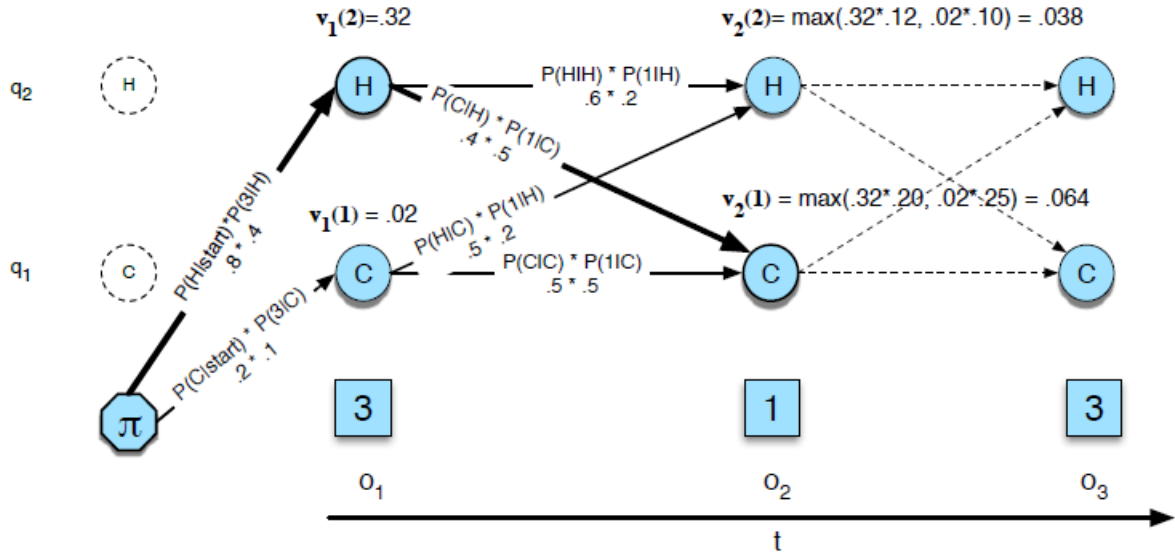 v1(2)=.32
v2(2)= max(.32*.12, .02*.10) = .038
q2
H
H
P(H|H) * P(1|H)
.6 * .2
H
H
P(C|H) * P(1|C)
.4 * .5
P(H|start)*P(3|H)
.8 * .4
v1(1) = .02
P(H|C) * P(1|H)
.5 * .2
v2(1) = max(.32*.20, .02*.25) = .064
q1
C
C
P(C|C) * P(1|C)
.5 * .5
C
C
P(C|start) * P(3|C)
.2 * .1
π
3
1
3
o1
o2
o3
t